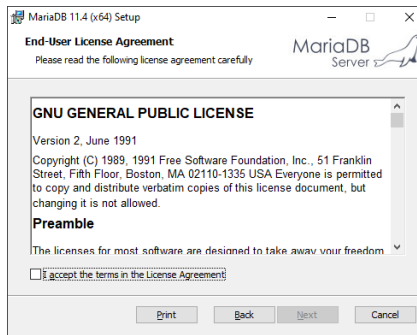 MariaDB 11.4 (x64) Setup
End-User License Agreement
Please read the following license agreement carefully
MariaDB
Server
GNU GENERAL PUBLIC LICENSE
Version 2, June 1991
Copyright (C) 1989, 1991 Free Software Foundation, Inc., 51 Franklin
Street, Fifth Floor, Boston, MA 02110-1335 USA Everyone is permitted
to copy and distribute verbatim copies of this license document, but
changing it is not allowed.
Preamble
The licenses for most software are designed to take away your freedom
I accept the terms in the License Agreement
Print
Back
Next
Cancel